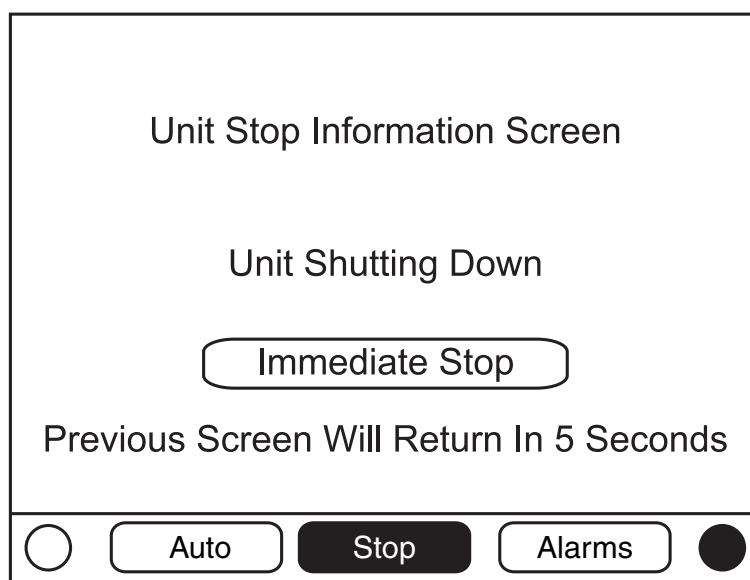 Unit Stop Information Screen
Unit Shutting Down
Immediate Stop
Previous Screen Will Return In 5 Seconds
Auto Stop Alarms